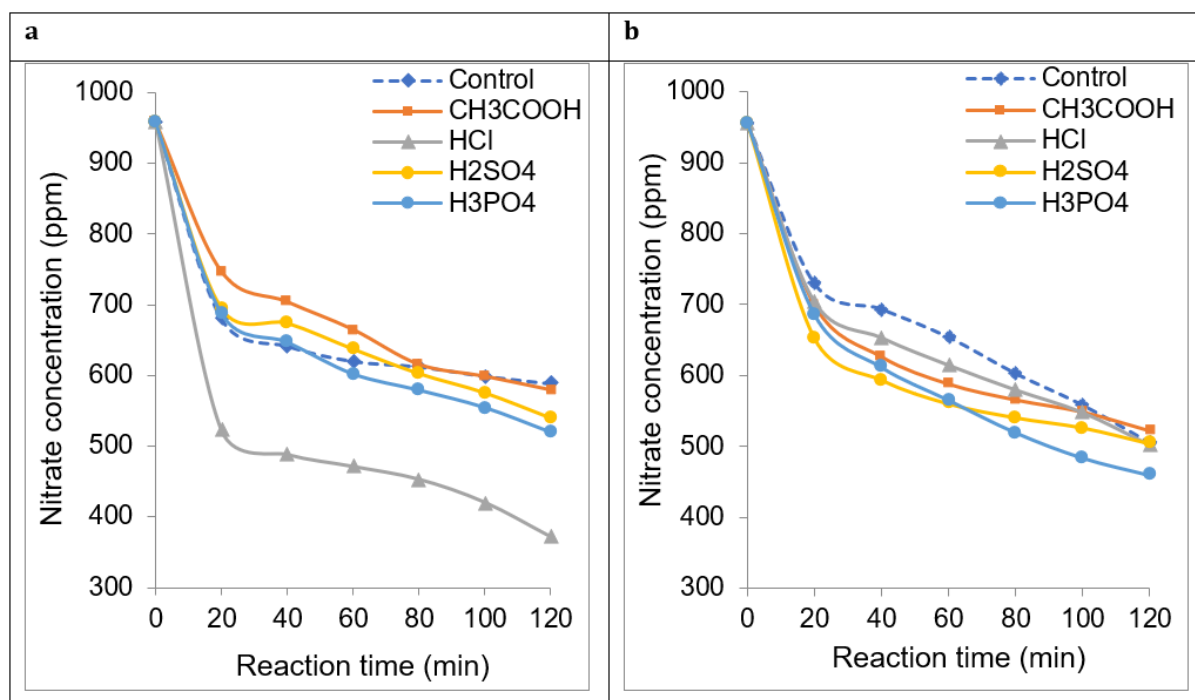 a
Control
CH3COOH
HCl
H2SO4
H3PO4
1000
900
800
700
600
500
400
300
0 20 40 60 80 100 120
Nitrate concentration (ppm)
Reaction time (min)
b
Control
CH3COOH
HCl
H2SO4
H3PO4
1000
900
800
700
600
500
400
300
0 20 40 60 80 100 120
Nitrate concentration (ppm)
Reaction time (min)